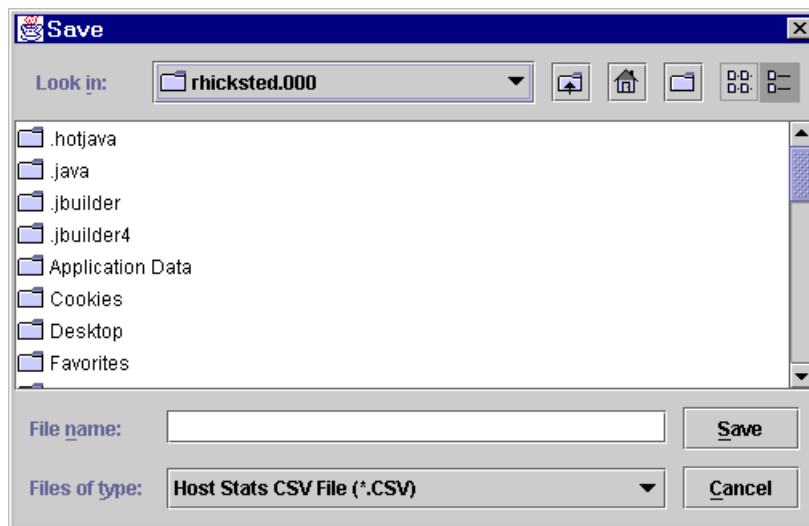 Save
Look in: rhicksted.000
.hotjava
.java
.jbuilder
.jbuilder4
Application Data
Cookies
Desktop
Favorites
File name: Save
Files of type: Host Stats CSV File (*.CSV) Cancel